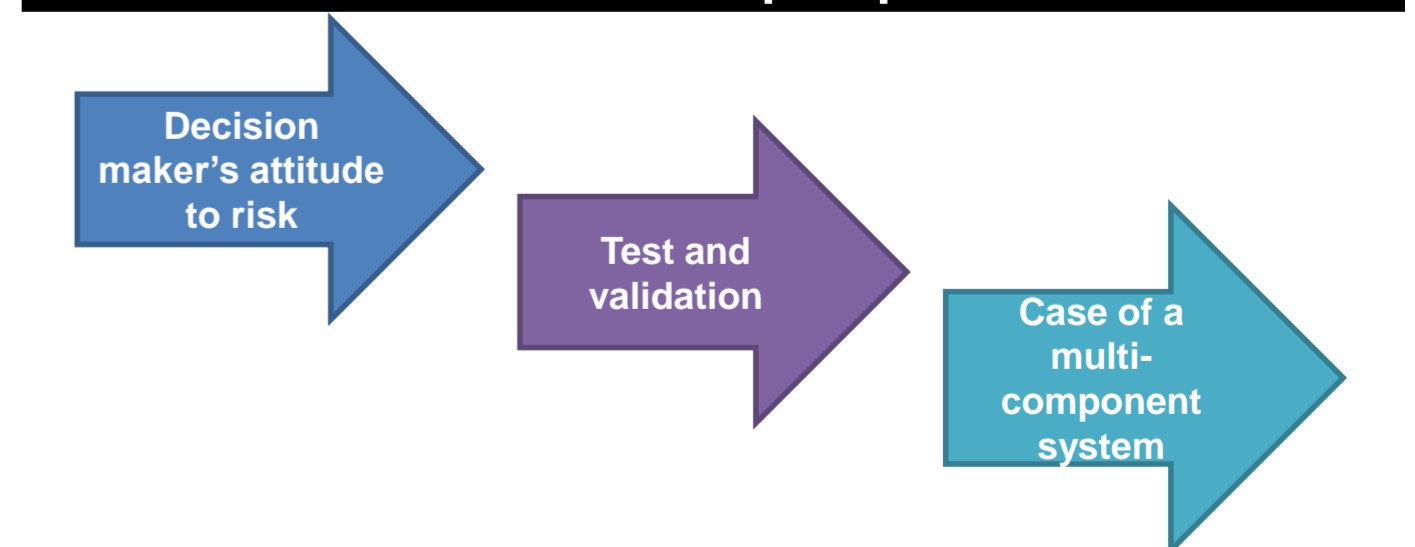 Decision
maker’s attitude
to risk
Test and
validation
Case of a
multi-
component
system